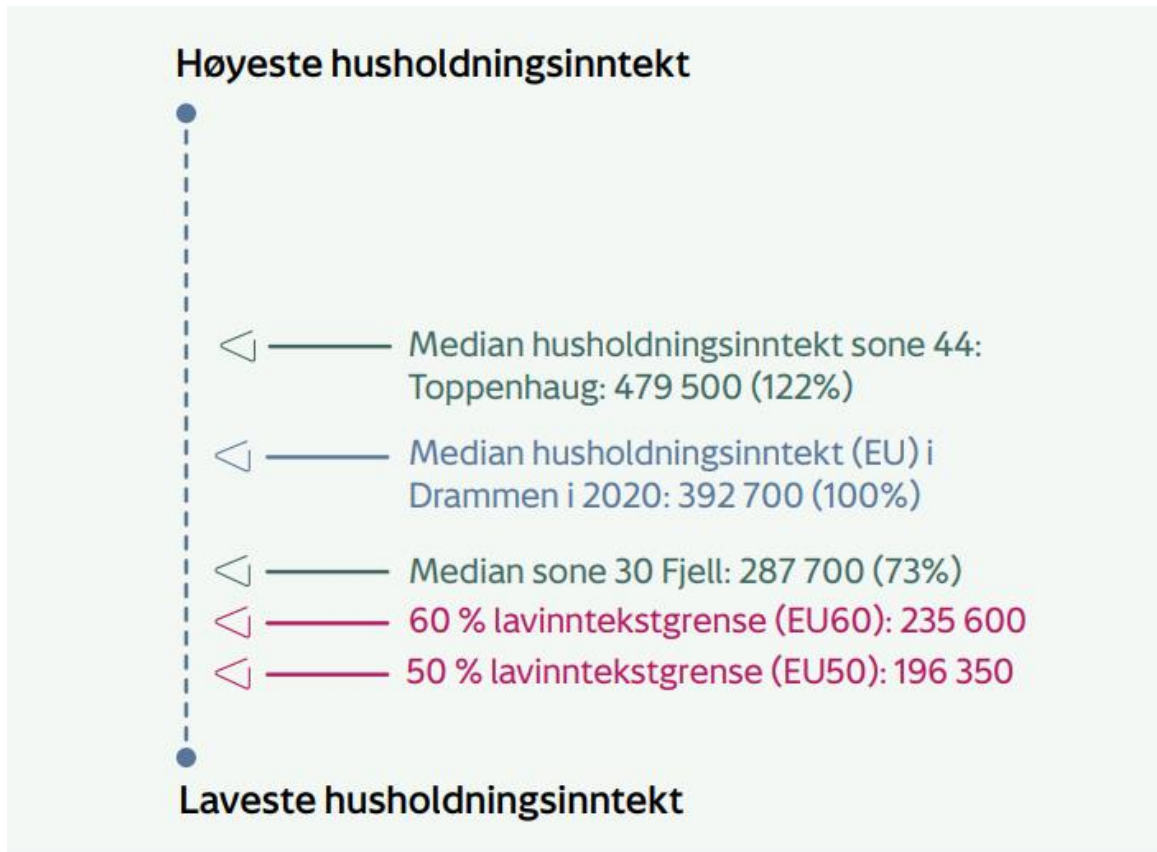 Høyeste husholdningsinntekt
Median husholdningsinntekt sone 44:
Toppenhaug: 479 500 (122%)
Median husholdningsinntekt (EU) i
Drammen i 2020: 392 700 (100%)
Median sone 30 Fjell: 287 700 (73%)
60 % lavinntekstgrense (EU60): 235 600
50 % lavinntekstgrense (EU50): 196 350
Laveste husholdningsinntekt